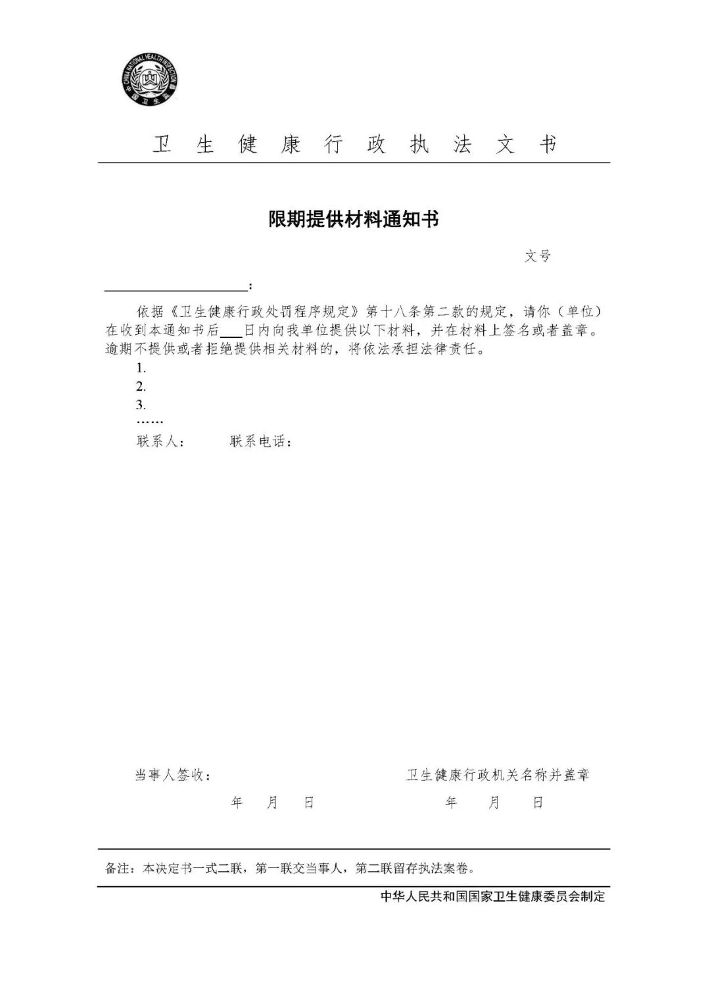 CHINA NATIONAL HEALTH INSPECTION
中国卫生监督
卫生健康行政执法文书
限期提供材料通知书
文号
：
依据《卫生健康行政处罚程序规定》第十八条第二款的规定，请你（单位）
在收到本通知书后___日内向我单位提供以下材料，并在材料上签名或者盖章。
逾期不提供或者拒绝提供相关材料的，将依法承担法律责任。
1.
2.
3.
……
联系人： 联系电话：
当事人签收： 卫生健康行政机关名称并盖章
年 月 日 年 月 日
备注：本决定书一式二联，第一联交当事人，第二联留存执法案卷。
中华人民共和国国家卫生健康委员会制定